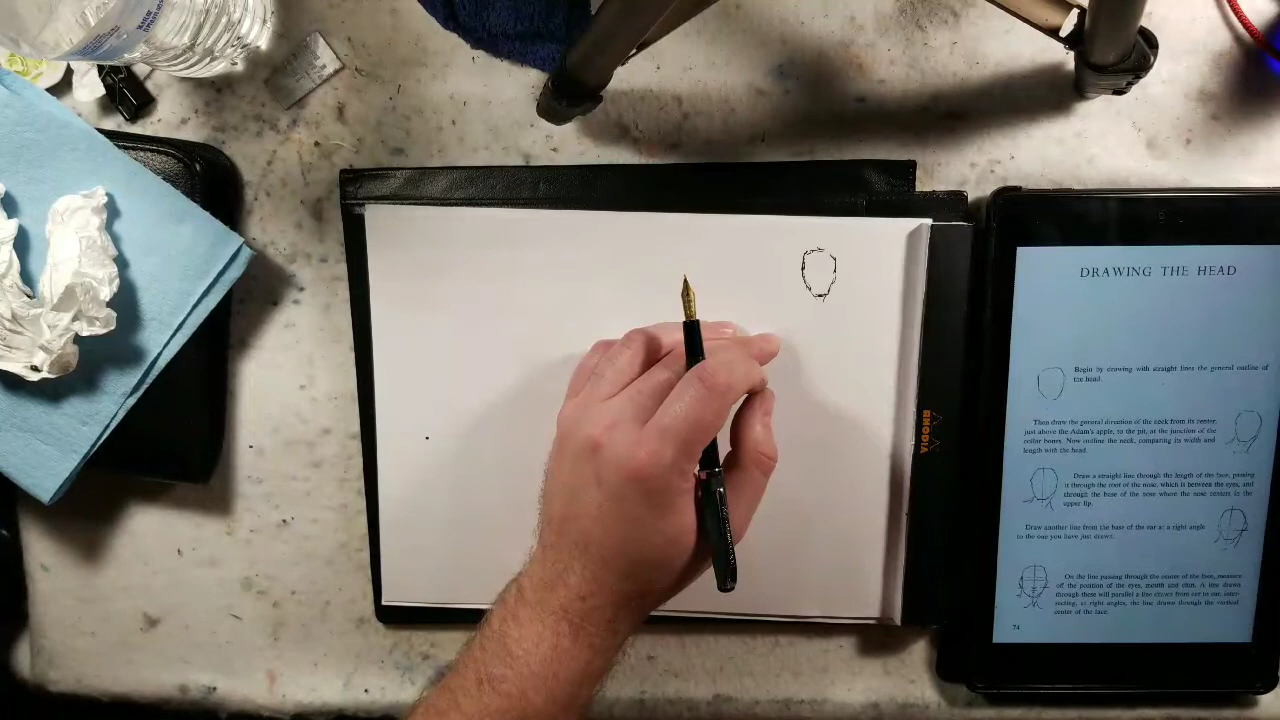 DRAWING THE HEAD
Begin by drawing with straight lines the general outline of
the head.
Then draw the general direction of the neck from its center,
just above the Adam's apple, to the pit, at the junction of the
collar bones. Now outline the neck, comparing its width and
length with the head.
Draw a straight line through the length of the face, passing
it through the root of the nose, which is between the eyes, and
through the base of the nose where the nose centers in the
upper lip.
Draw another line from the base of the ear at a right angle
to the one you have just drawn.
On the line passing through the center of the face, measure
of the position of the eyes, mouth and chin. A line drawn
through these will parallel a line drawn from ear to ear, inter-
secting, at right angles, the line drawn through the vertical
center of the face.
74
RHODIA